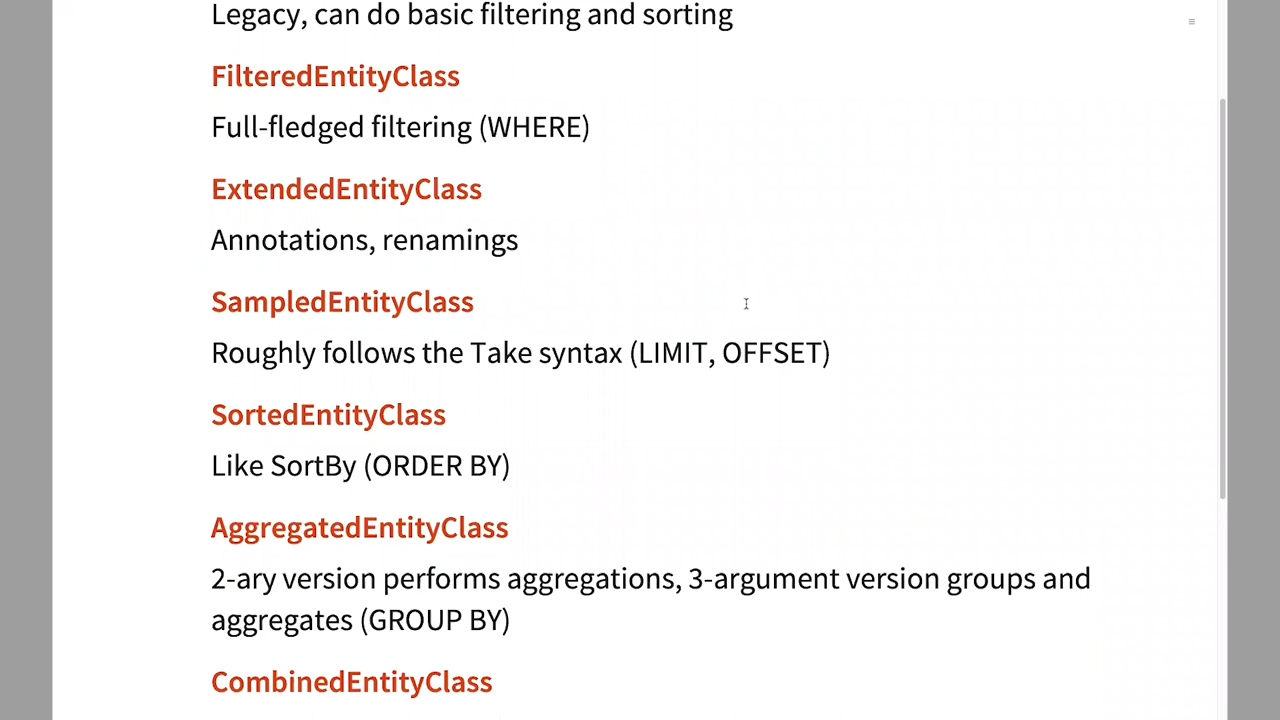 Legacy, can do basic filtering and sorting
FilteredEntityClass
Full-fledged filtering (WHERE)
ExtendedEntityClass
Annotations, renamings
SampledEntityClass
Roughly follows the Take syntax (LIMIT, OFFSET)
SortedEntityClass
Like SortBy (ORDER BY)
AggregatedEntityClass
2-ary version performs aggregations, 3-argument version groups and
aggregates (GROUP BY)
CombinedEntityClass